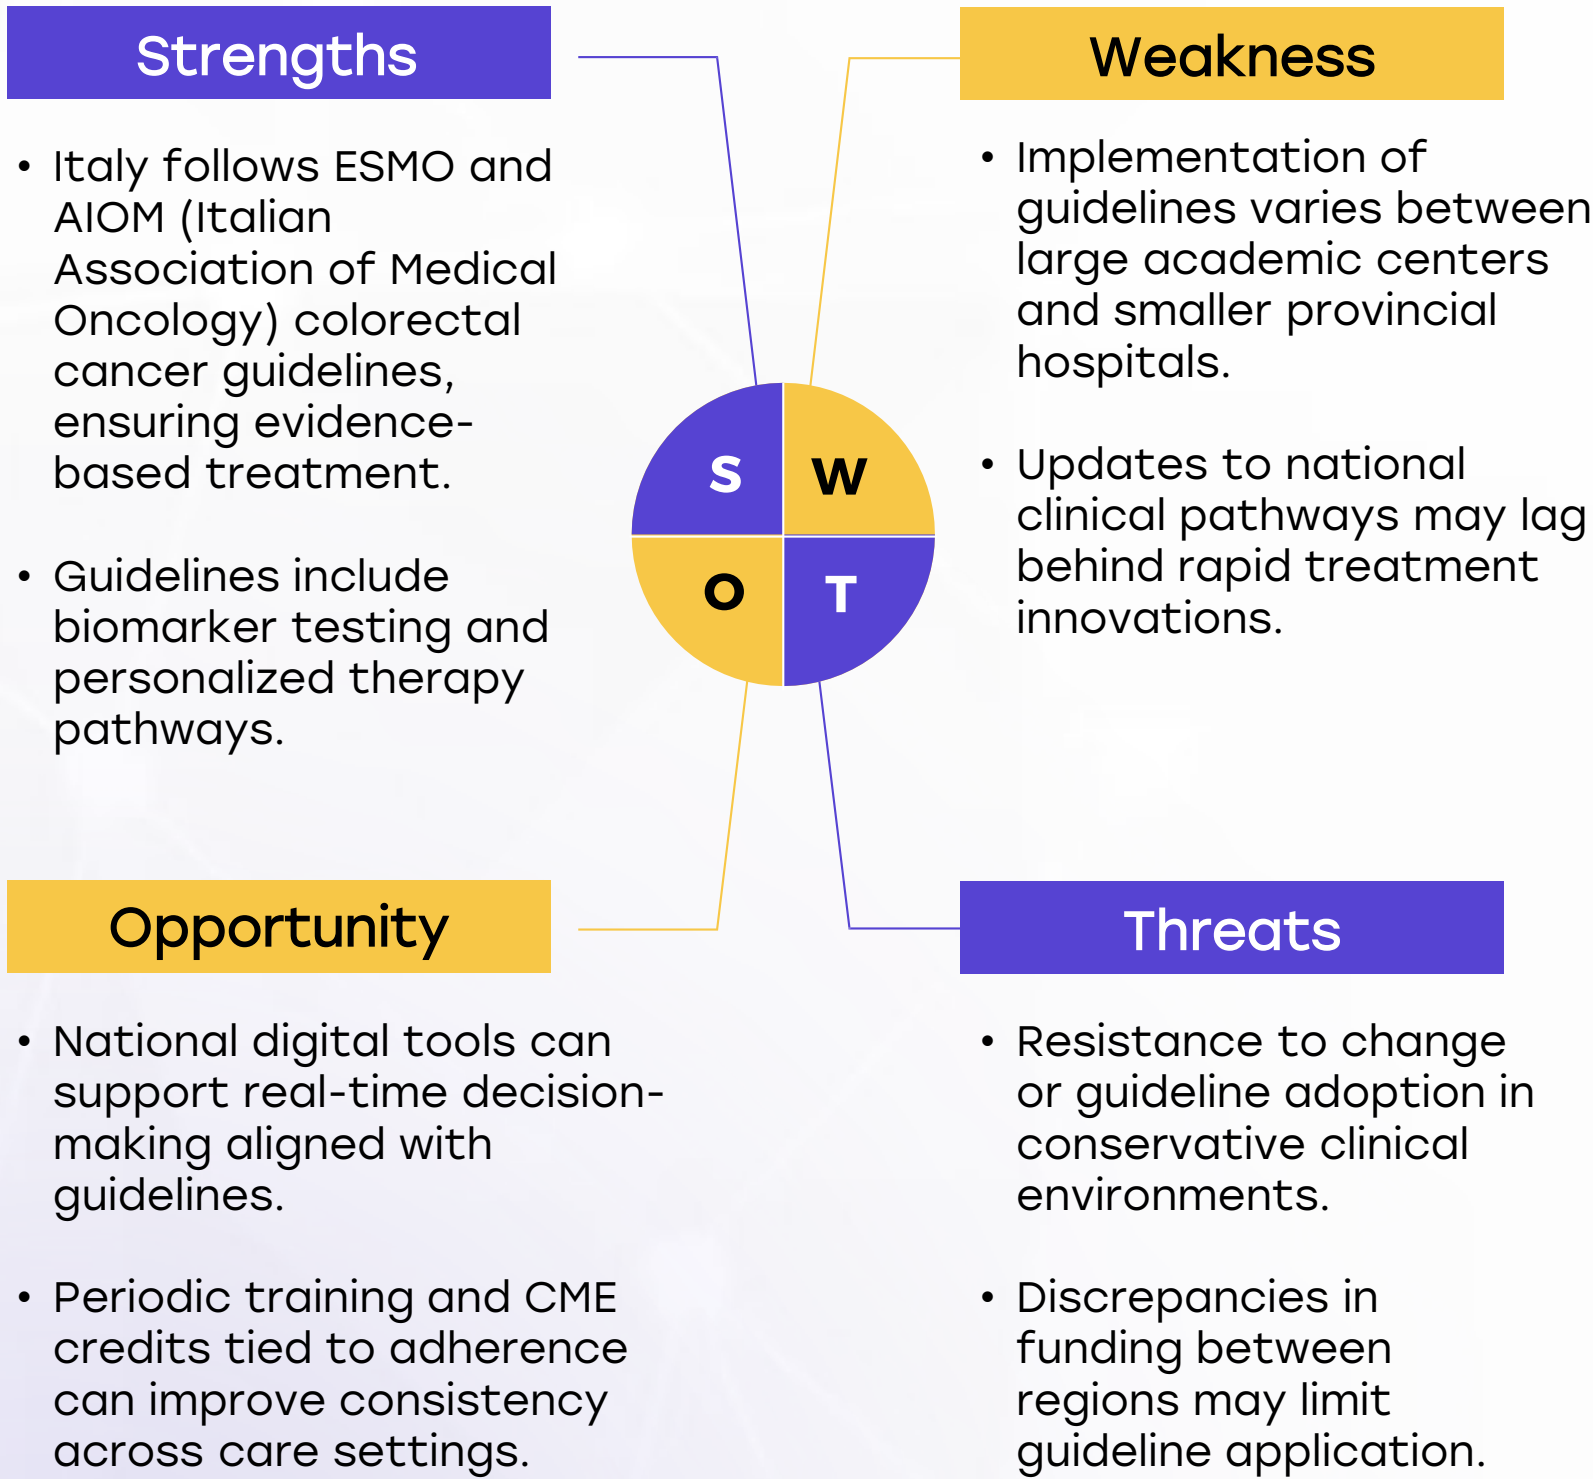 Strengths
• Italy follows ESMO and
AIOM (Italian
Association of Medical
Oncology) colorectal
cancer guidelines,
ensuring evidence-
based treatment.
• Guidelines include
biomarker testing and
personalized therapy
pathways.
Weakness
• Implementation of
guidelines varies between
large academic centers
and smaller provincial
hospitals.
• Updates to national
clinical pathways may lag
behind rapid treatment
innovations.
S
W
O
T
Opportunity
• National digital tools can
support real-time decision-
making aligned with
guidelines.
• Periodic training and CME
credits tied to adherence
can improve consistency
across care settings.
Threats
• Resistance to change
or guideline adoption in
conservative clinical
environments.
• Discrepancies in
funding between
regions may limit
guideline application.